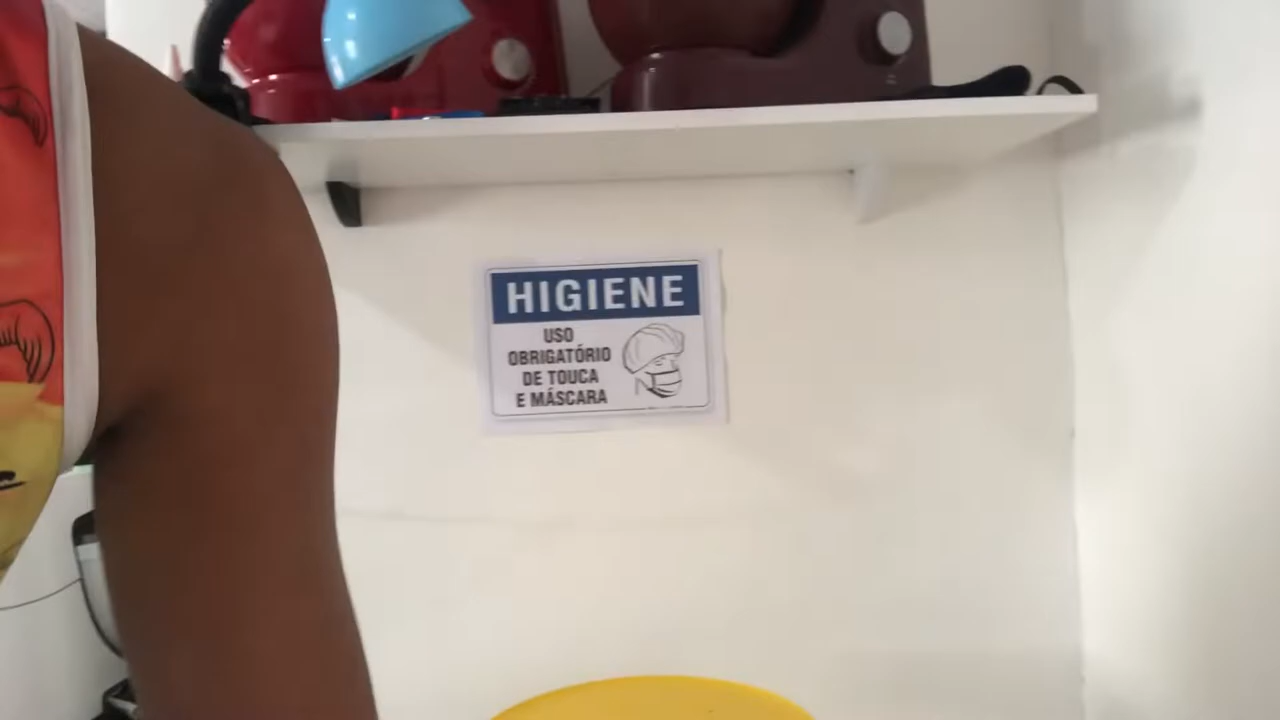 HIGIENE
USO
OBRIGATÓRIO
DE TOUCA
E MÁSCARA